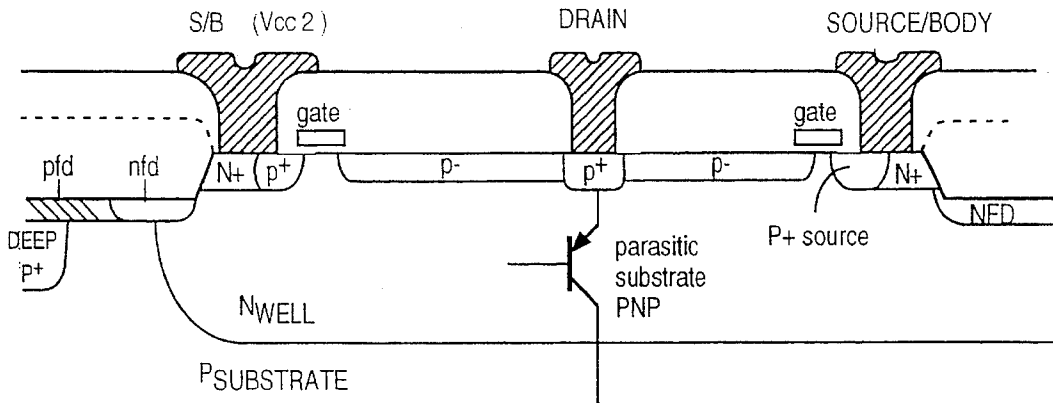 S/B (Vcc 2)
DRAIN
SOURCE/BODY
gate
gate
pfd
nfd
N+
p+
p-
p+
p-
N+
NFD
DEEP
p+
P+ source
parasitic
substrate
PNP
NWELL
PSUBSTRATE